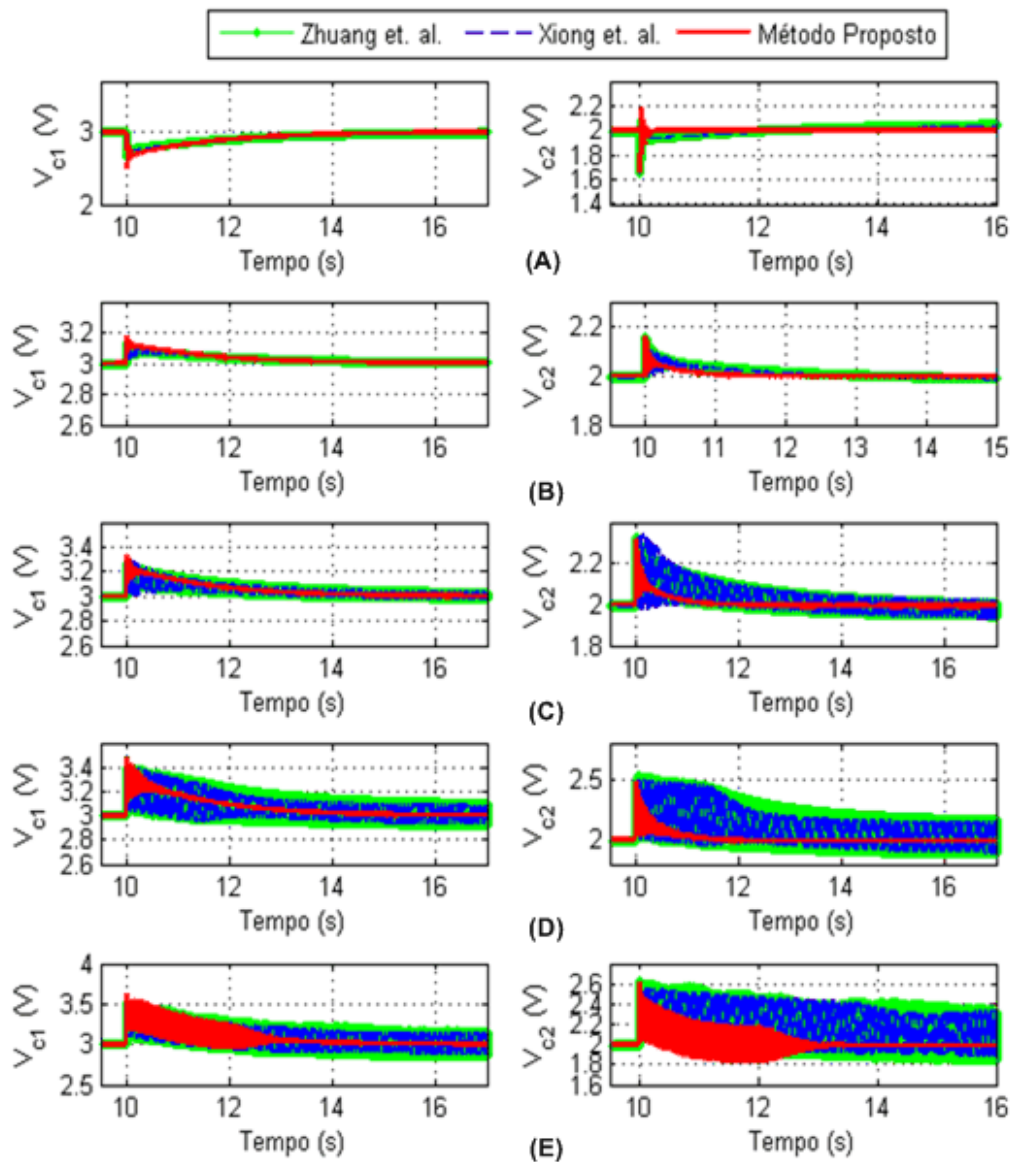 Zhuang et. al. Xiong et. al. Método Proposto
V_c1 (V)
3
2
10 12 14 16
Tempo (s)
V_c2 (V)
2.2
2
1.8
1.6
1.4
10 12 14 16
Tempo (s)
(A)
V_c1 (V)
3.2
3
2.8
2.6
10 12 14 16
Tempo (s)
V_c2 (V)
2.2
2
1.8
10 11 12 13 14 15
Tempo (s)
(B)
V_c1 (V)
3.4
3.2
3
2.8
2.6
10 12 14 16
Tempo (s)
V_c2 (V)
2.2
2
1.8
10 12 14 16
Tempo (s)
(C)
V_c1 (V)
3.4
3.2
3
2.8
2.6
10 12 14 16
Tempo (s)
V_c2 (V)
2.5
2
10 12 14 16
Tempo (s)
(D)
V_c1 (V)
4
3.5
3
2.5
10 12 14 16
Tempo (s)
V_c2 (V)
2.6
2.4
2.2
2
1.8
1.6
10 12 14 16
Tempo (s)
(E)